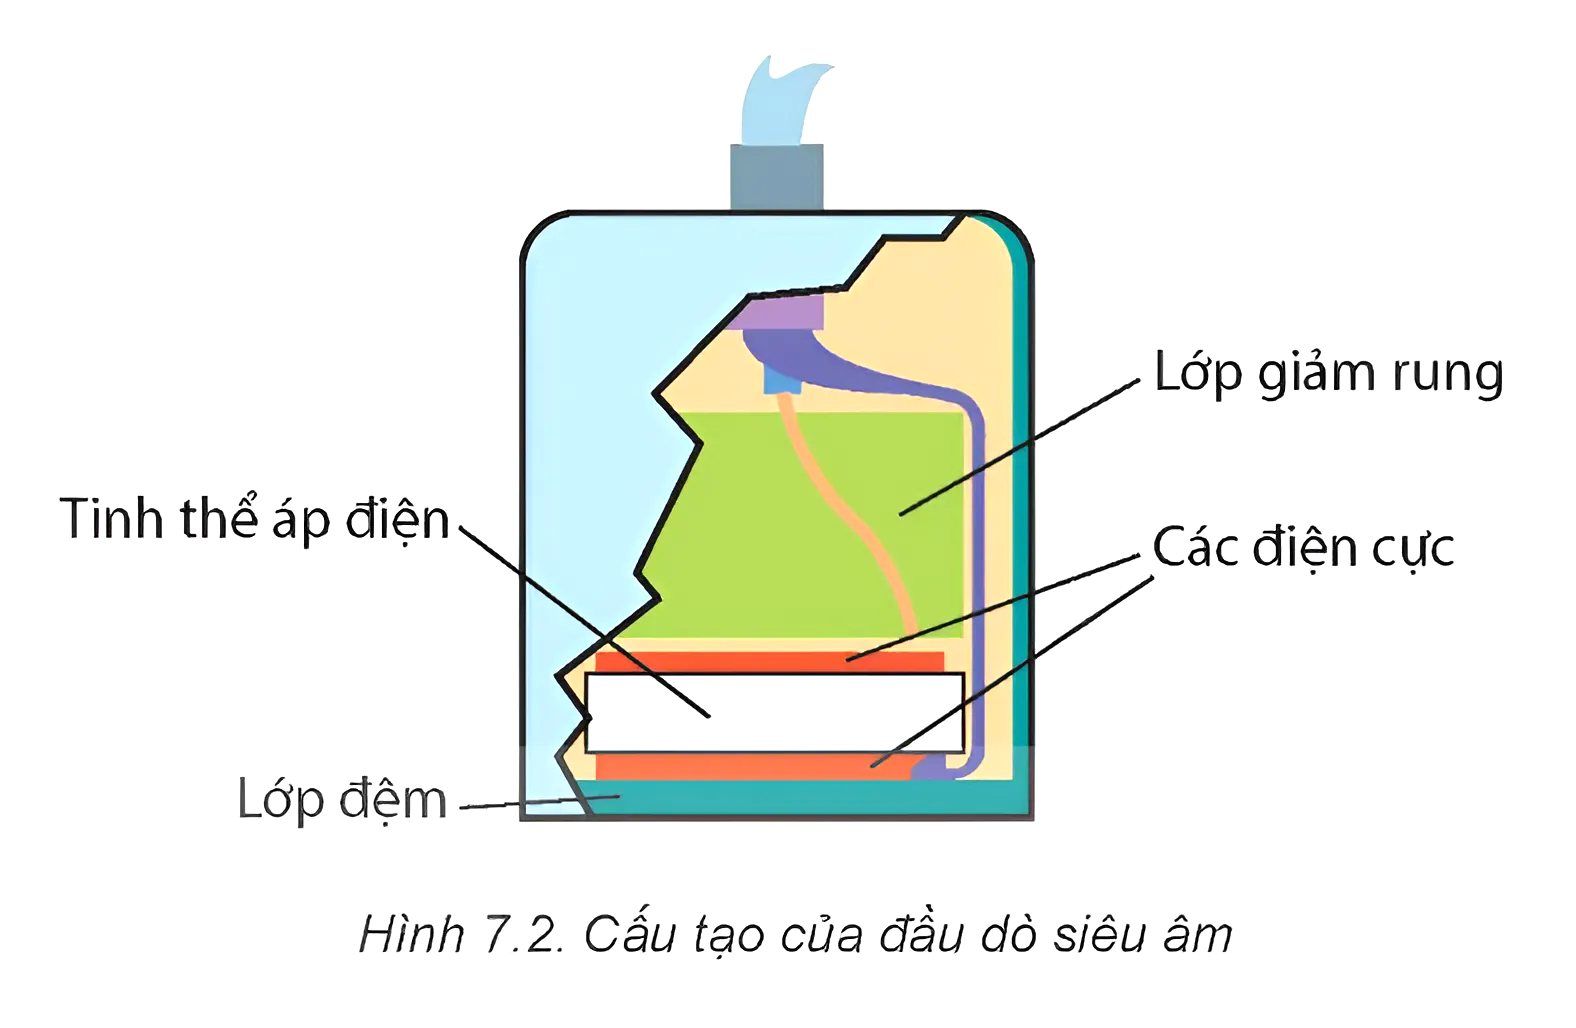 Lớp giảm rung
Tinh thể áp điện
Các điện cực
Lớp đệm
Hình 7.2. Cấu tạo của đầu dò siêu âm